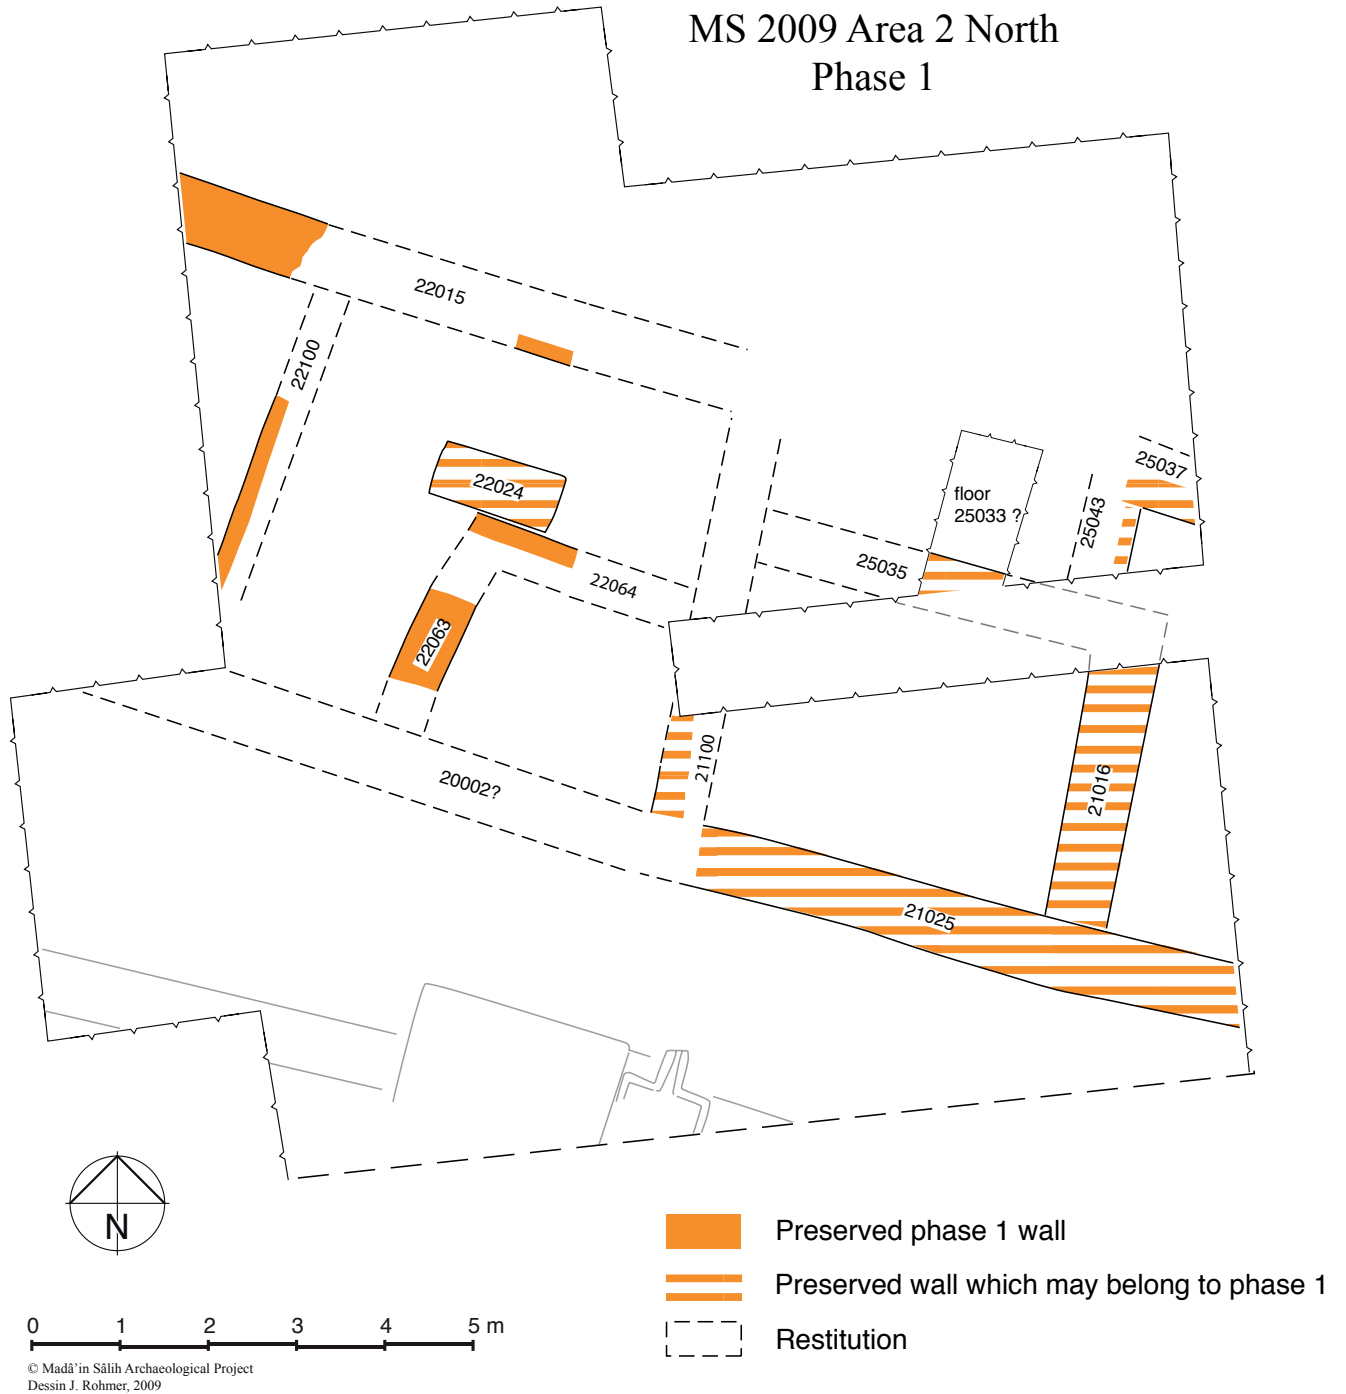 MS 2009 Area 2 North
Phase 1
22015
22100
22024
22064
22063
20002?
21100
21025
21016
25035
floor
25033 ?
25043
25037
N
Preserved phase 1 wall
Preserved wall which may belong to phase 1
Restitution
0 1 2 3 4 5 m
© Madâ'in Sâlih Archaeological Project
Dessin J. Rohmer, 2009